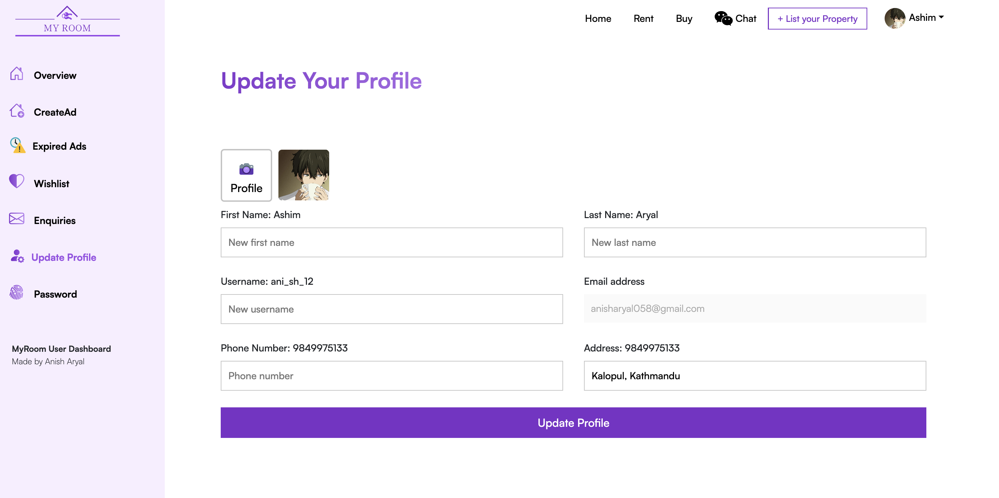 MY ROOM
Home Rent Buy Chat + List your Property Ashim
Overview
CreateAd
Expired Ads
Wishlist
Enquiries
Update Profile
Password
MyRoom User Dashboard
Made by Anish Aryal
Update Your Profile
Profile
First Name: Ashim
New first name
Last Name: Aryal
New last name
Username: ani_sh_12
New username
Email address
anisharyal058@gmail.com
Phone Number: 9849975133
Phone number
Address: 9849975133
Kalopul, Kathmandu
Update Profile